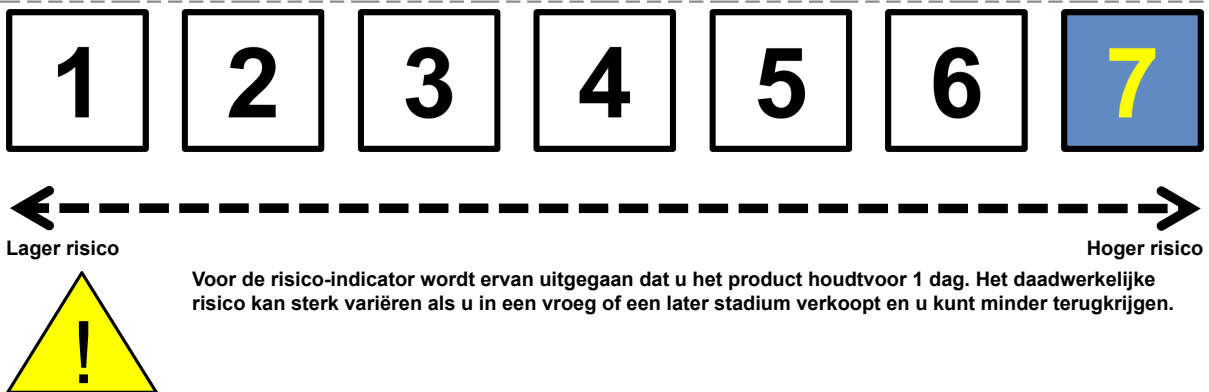 1 2 3 4 5 6 7
Lager risico Hoger risico
Voor de risico-indicator wordt ervan uitgegaan dat u het product houdtvoor 1 dag. Het daadwerkelijke
risico kan sterk variëren als u in een vroeg of een later stadium verkoopt en u kunt minder terugkrijgen.
!